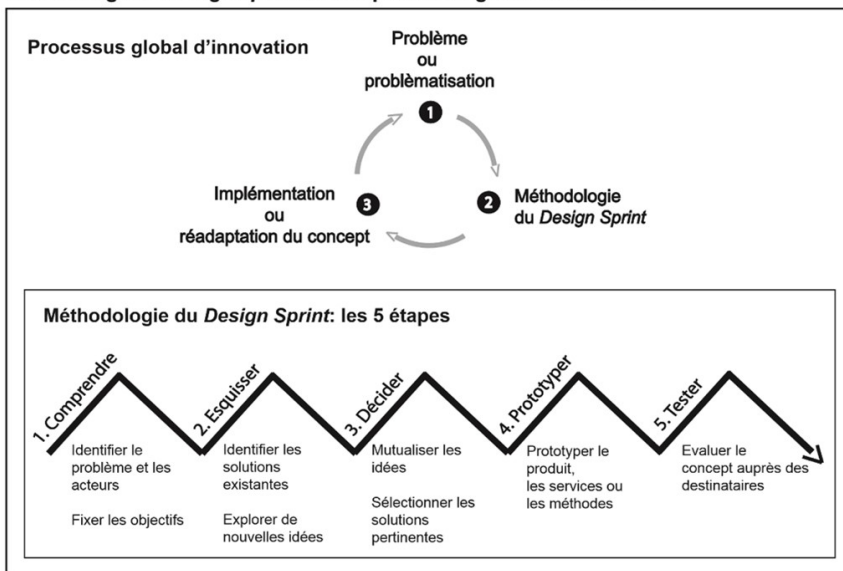 Processus global d'innovation
Problème
ou
problèmatisation
1
2
Méthodologie
du Design Sprint
Implémentation
ou
réadaptation du concept
3
Méthodologie du Design Sprint: les 5 étapes
1. Comprendre
Identifier le
problème et les
acteurs
Fixer les objectifs
2. Esquisser
Identifier les
solutions
existantes
Explorer de
nouvelles idées
3. Décider
Mutualiser les
idées
Sélectionner les
solutions
pertinentes
4. Prototyper
Prototyper le
produit,
les services ou
les méthodes
5. Tester
Evaluer le
concept auprès des
destinataires